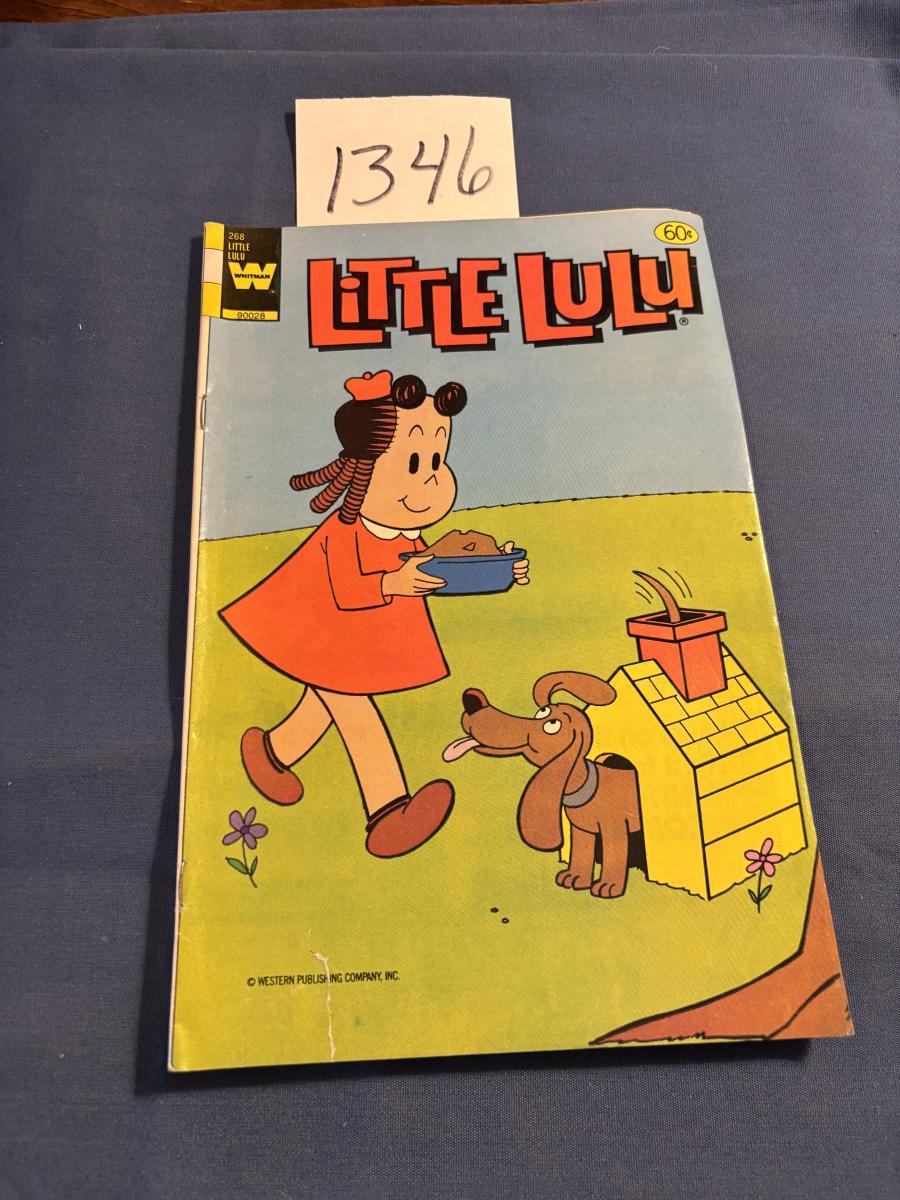 1346
268
LITTLE
LULU
W
WHITMAN
90028
60¢
LiTTLE LULU®
© WESTERN PUBLISHING COMPANY, INC.